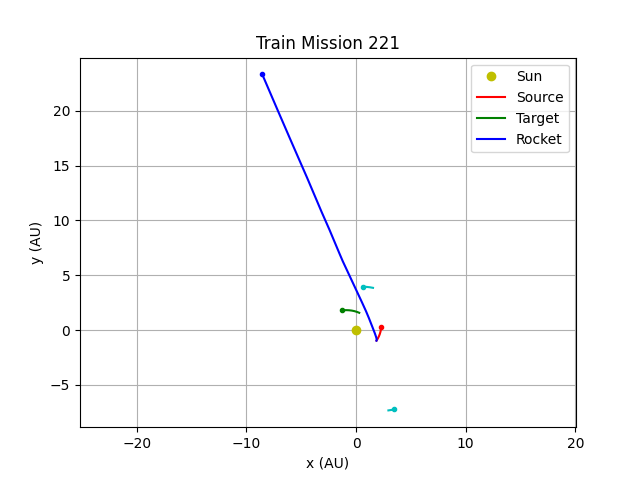 Train Mission 221
Sun
Source
Target
Rocket
20
15
10
5
0
−5
y (AU)
−20
−10
0
10
20
x (AU)